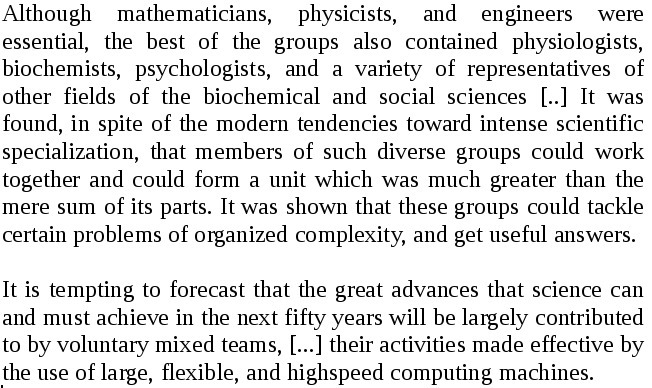 Although mathematicians, physicists, and engineers were
essential, the best of the groups also contained physiologists,
biochemists, psychologists, and a variety of representatives of
other fields of the biochemical and social sciences [..] It was
found, in spite of the modern tendencies toward intense scientific
specialization, that members of such diverse groups could work
together and could form a unit which was much greater than the
mere sum of its parts. It was shown that these groups could tackle
certain problems of organized complexity, and get useful answers.
It is tempting to forecast that the great advances that science can
and must achieve in the next fifty years will be largely contributed
to by voluntary mixed teams, [...] their activities made effective by
the use of large, flexible, and highspeed computing machines.